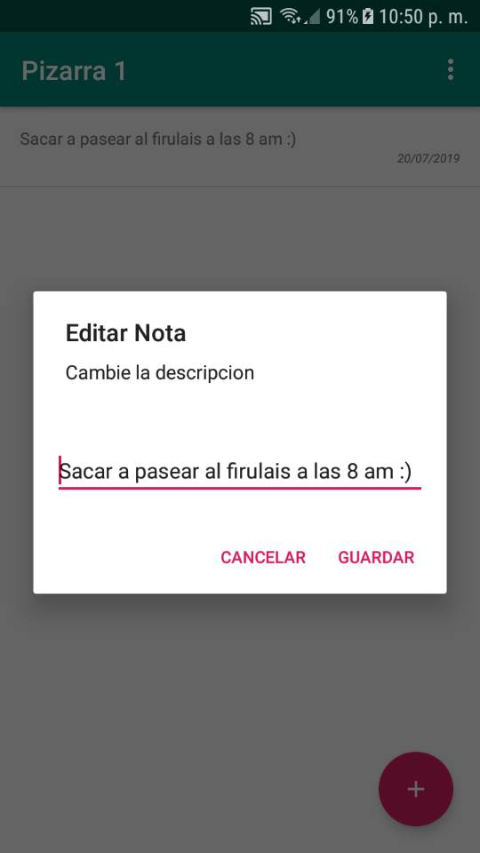 91% 10:50 p. m.
Pizarra 1
Sacar a pasear al firulais a las 8 am :)
20/07/2019
Editar Nota
Cambie la descripcion
Sacar a pasear al firulais a las 8 am :)
CANCELAR GUARDAR
+